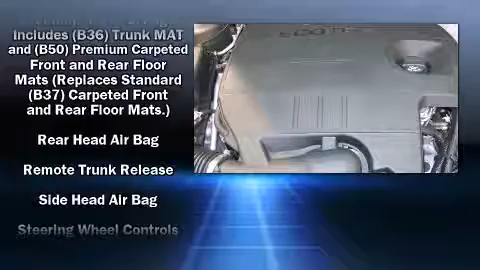 Includes (B36) Trunk MAT
and (B50) Premium Carpeted
Front and Rear Floor
Mats (Replaces Standard
(B37) Carpeted Front
and Rear Floor Mats.)
Rear Head Air Bag
Remote Trunk Release
Side Head Air Bag
Steering Wheel Controls